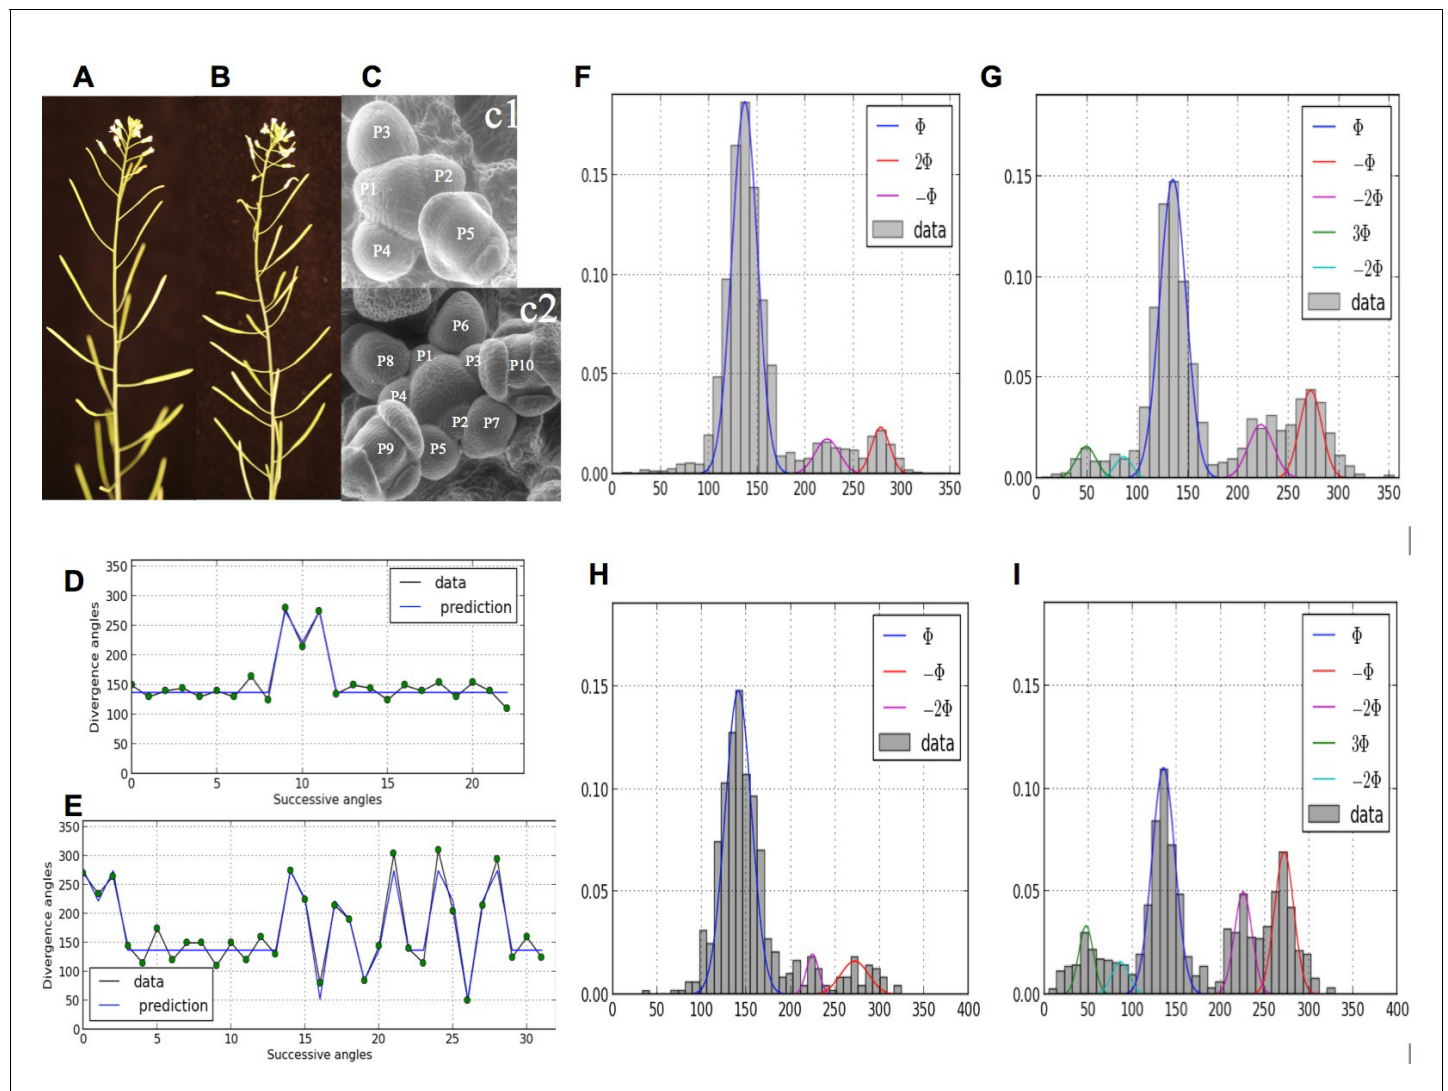 A
B
C
c1
P3
P1
P2
P4
P5
c2
P6
P8
P1
P3
P10
P4
P2
P7
P9
P5
F
Φ
2Φ
−Φ
data
0.15
0.10
0.05
0.00
0 50 100 150 200 250 300 350
G
Φ
−Φ
−2Φ
3Φ
−2Φ
data
0.15
0.10
0.05
0.00
0 50 100 150 200 250 300 350
D
data
prediction
Divergence angles
350
300
250
200
150
100
50
0
0 5 10 15 20
Successive angles
E
data
prediction
Divergence angles
350
300
250
200
150
100
50
0
0 5 10 15 20 25 30
Successive angles
H
Φ
−Φ
−2Φ
data
0.15
0.10
0.05
0.00
0 50 100 150 200 250 300 350 400
I
Φ
−Φ
−2Φ
3Φ
−2Φ
data
0.15
0.10
0.05
0.00
0 50 100 150 200 250 300 350 400